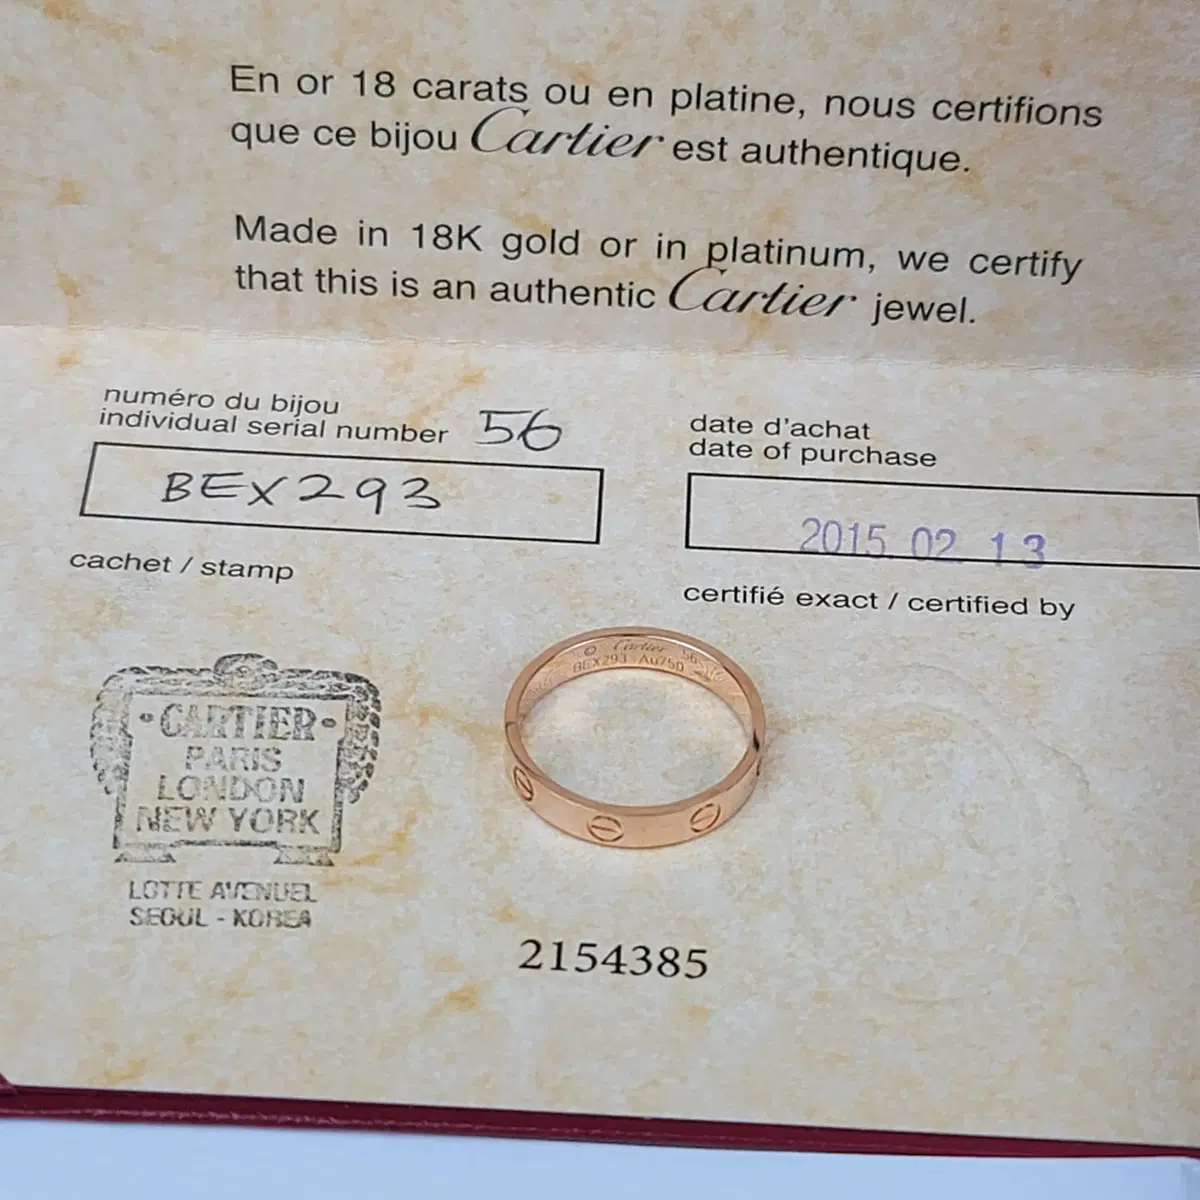 En or 18 carats ou en platine, nous certifions
que ce bijou Cartier est authentique.
Made in 18K gold or in platinum, we certify
that this is an authentic Cartier jewel.
numéro du bijou
individual serial number 56
BEX293
date d'achat
date of purchase
2015.02.13
cachet / stamp
certifié exact / certified by
CARTIER
PARIS
LONDON
NEW YORK
LOTTE AVENUEL
SEOUL - KOREA
© Cartier 56
BEX293 Au750
2154385